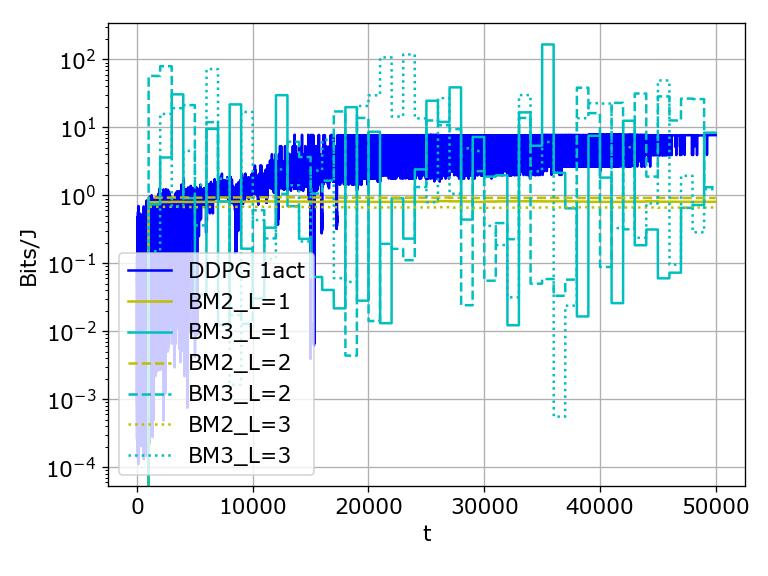 Bits/J
10²
10¹
10⁰
10⁻¹
10⁻²
10⁻³
10⁻⁴
DDPG 1act
BM2_L=1
BM3_L=1
BM2_L=2
BM3_L=2
BM2_L=3
BM3_L=3
0 10000 20000 30000 40000 50000
t